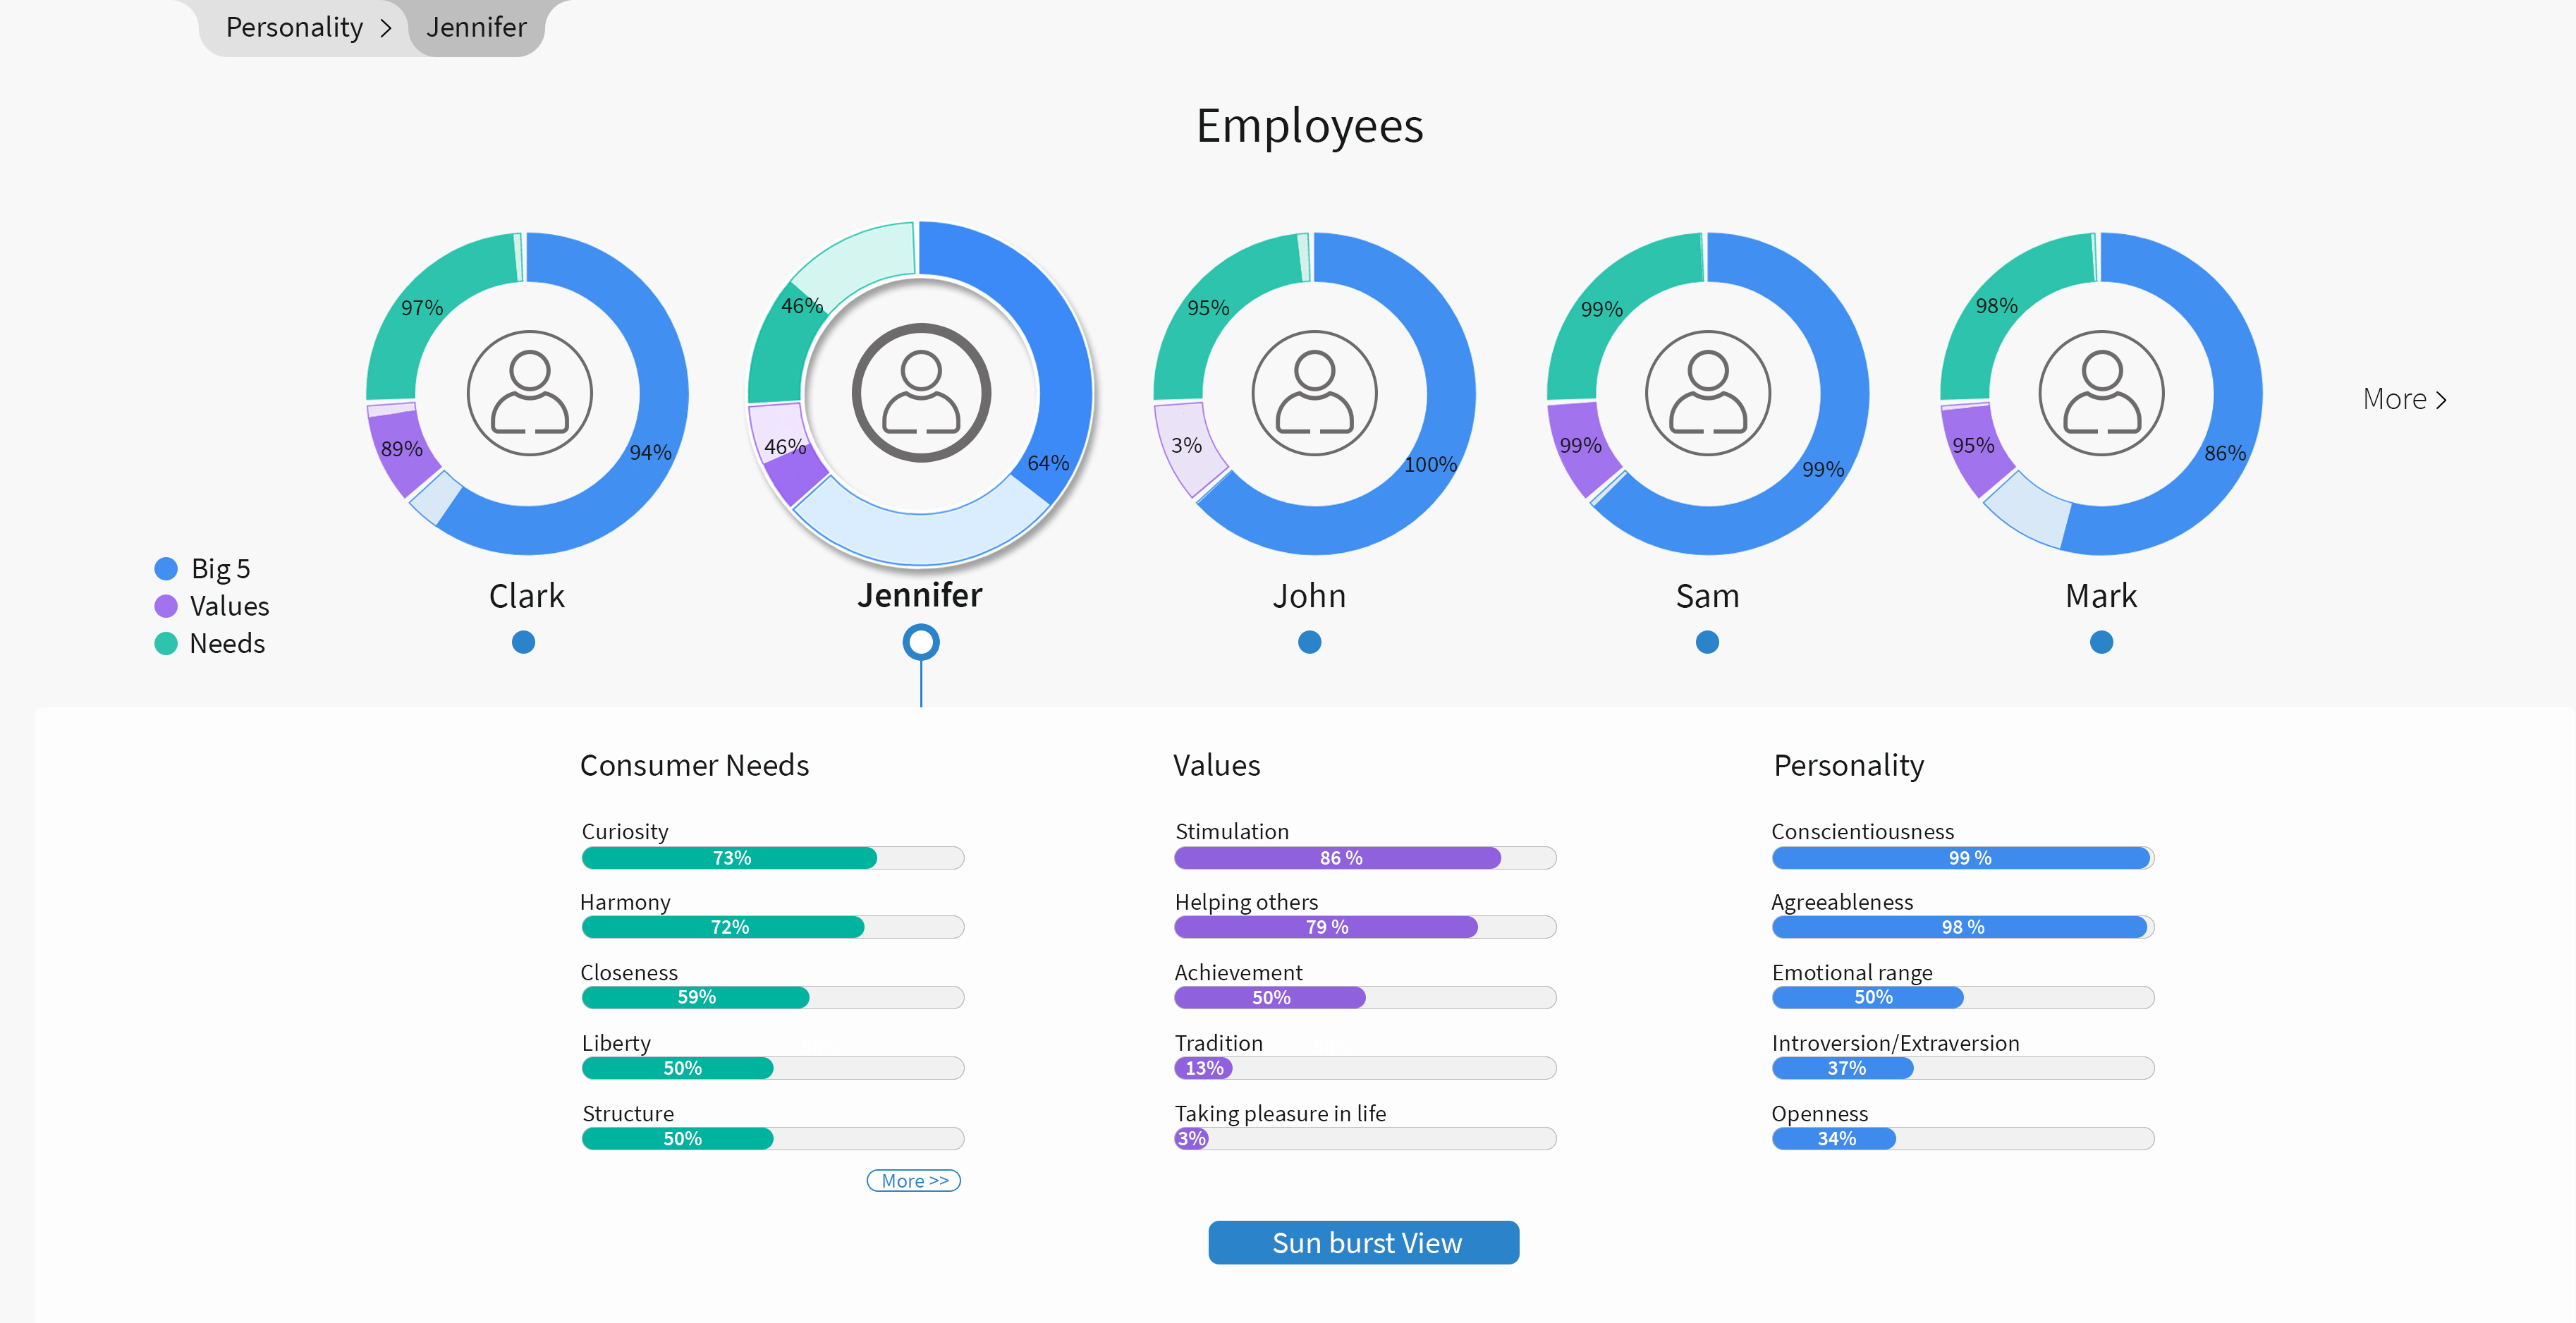 Personality > Jennifer
Employees
97%
94%
89%
46%
64%
46%
95%
100%
3%
99%
99%
99%
98%
86%
95%
More >
Big 5
Values
Needs
Clark
Jennifer
John
Sam
Mark
Consumer Needs
Curiosity
73%
Harmony
72%
Closeness
59%
Liberty
50%
Structure
50%
More >>
Values
Stimulation
86 %
Helping others
79 %
Achievement
50%
Tradition
13%
Taking pleasure in life
3%
Personality
Conscientiousness
99 %
Agreeableness
98 %
Emotional range
50%
Introversion/Extraversion
37%
Openness
34%
Sun burst View